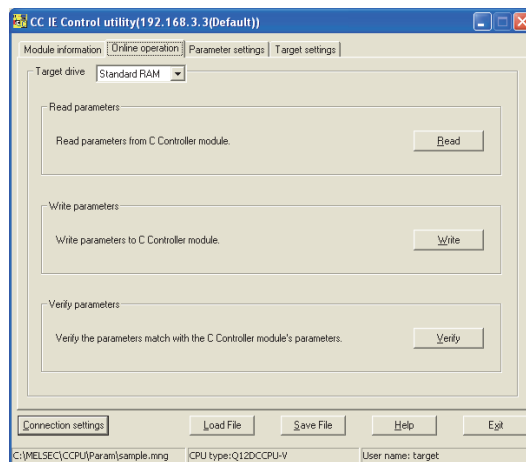 CC IE Control utility(192.168.3.3(Default))
Module information Online operation Parameter settings Target settings
Target drive Standard RAM
Read parameters
Read parameters from C Controller module. Read
Write parameters
Write parameters to C Controller module. Write
Verify parameters
Verify the parameters match with the C Controller module's parameters. Verify
Connection settings Load File Save File Help Exit
C:\MELSEC\CCPU\Param\sample.mng CPU type:Q12DCCPU-V User name: target